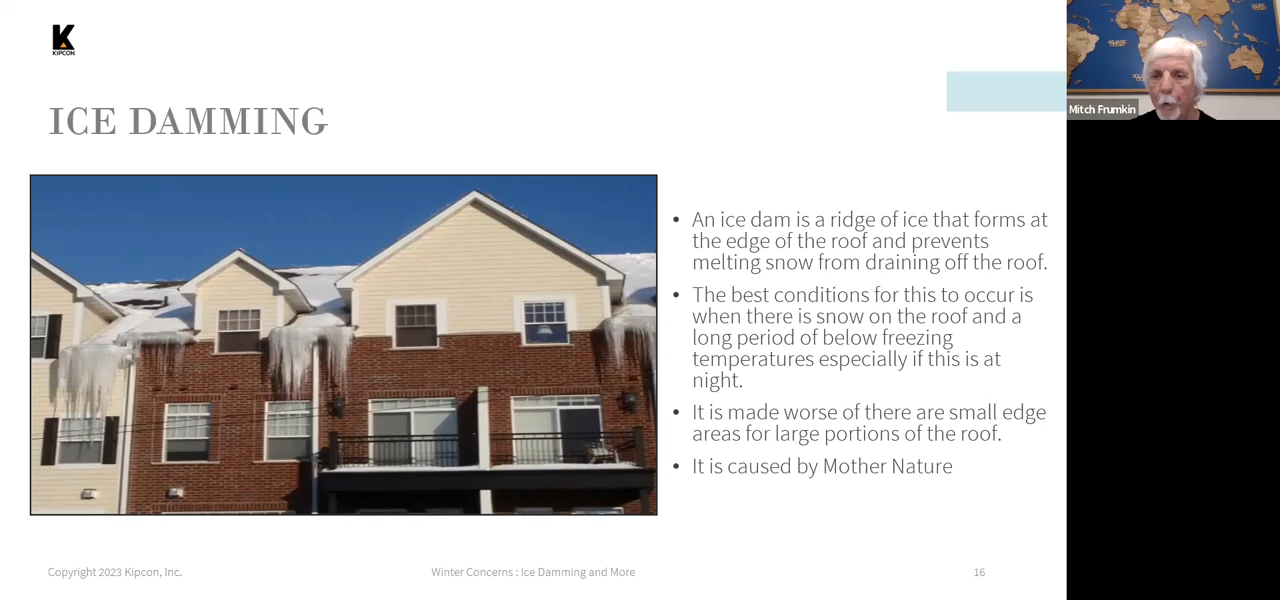 K
KIPCON
ICE DAMMING
• An ice dam is a ridge of ice that forms at
the edge of the roof and prevents
melting snow from draining off the roof.
• The best conditions for this to occur is
when there is snow on the roof and a
long period of below freezing
temperatures especially if this is at
night.
• It is made worse of there are small edge
areas for large portions of the roof.
• It is caused by Mother Nature
Copyright 2023 Kipcon, Inc.
Winter Concerns : Ice Damming and More
16
Mitch Frumkin